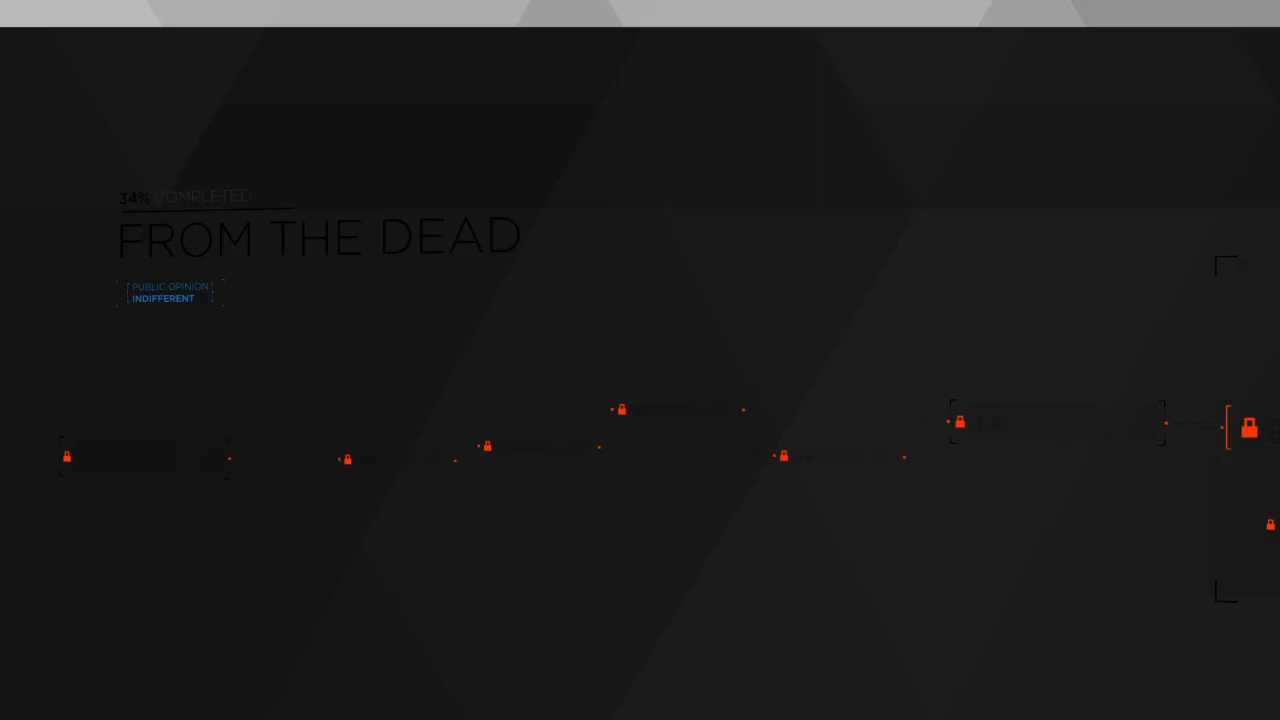 34% COMPLETED
FROM THE DEAD
PUBLIC OPINION
INDIFFERENT